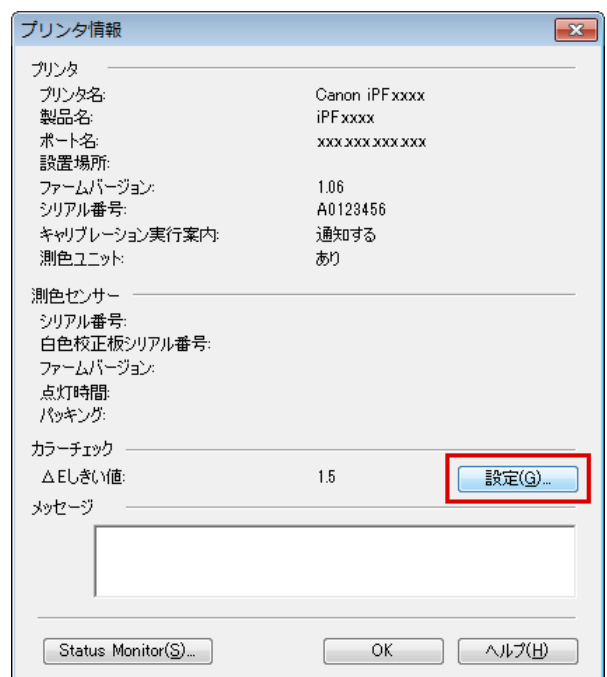 プリンタ情報
プリンタ
プリンタ名: Canon iPFxxxx
製品名: iPFxxxx
ポート名: xxx.xxx.xxx.xxx
設置場所:
ファームバージョン: 1.06
シリアル番号: A0123456
キャリブレーション実行案内: 通知する
測色ユニット: あり
測色センサー
シリアル番号:
白色校正板シリアル番号:
ファームバージョン:
点灯時間:
パッキング:
カラーチェック
ΔEしきい値: 1.5 設定(G)...
メッセージ
Status Monitor(S)... OK ヘルプ(H)